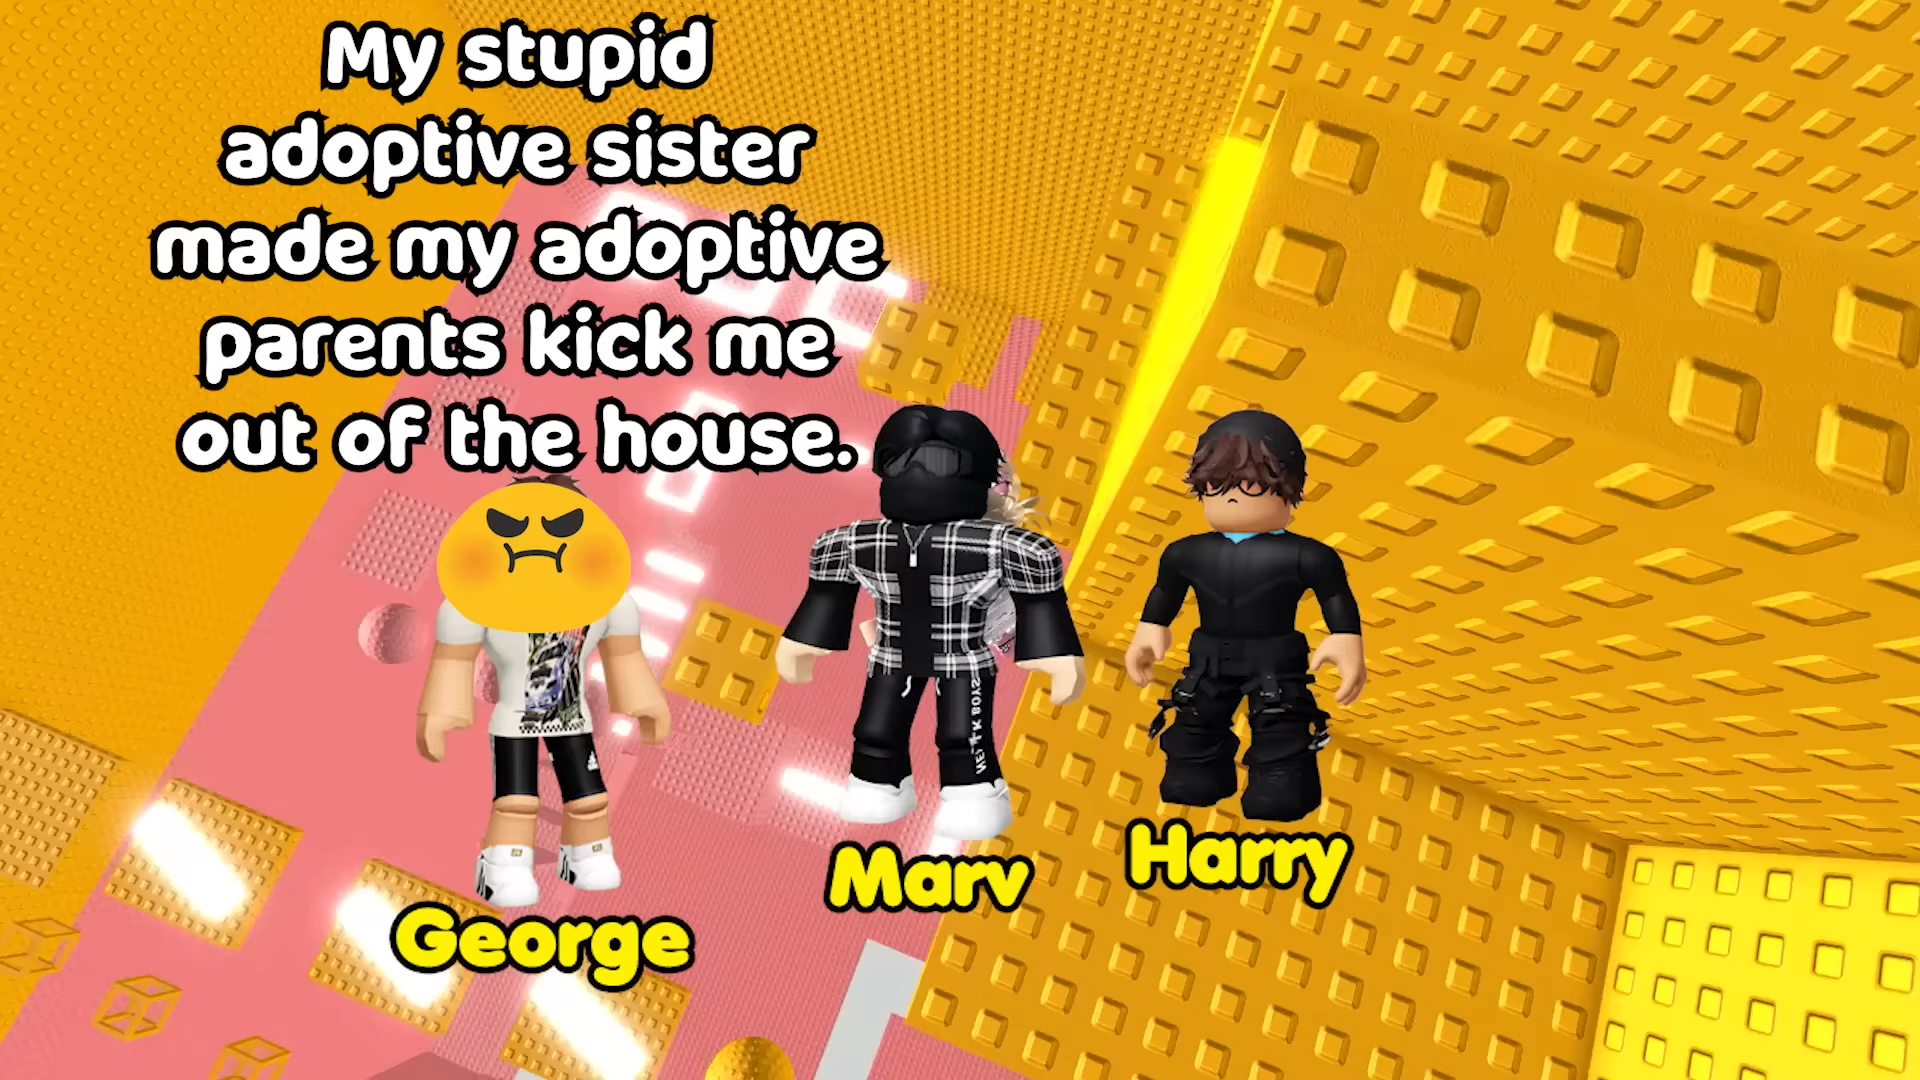 My stupid
adoptive sister
made my adoptive
parents kick me
out of the house.
Marv
Harry
George